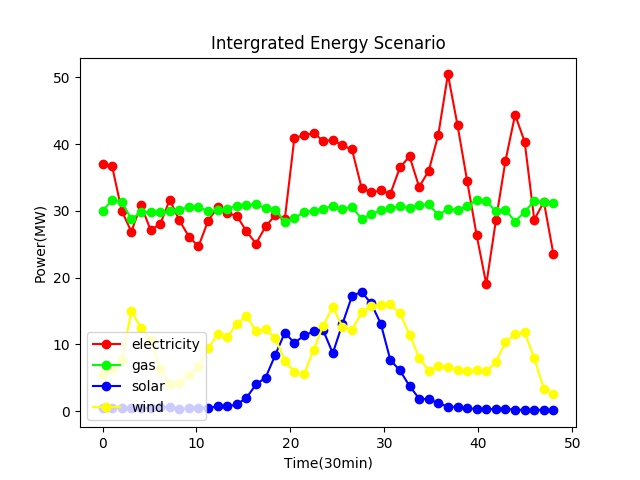 Intergrated Energy Scenario
Power(MW)
50
40
30
20
10
0
electricity
gas
solar
wind
0 10 20 30 40 50
Time(30min)